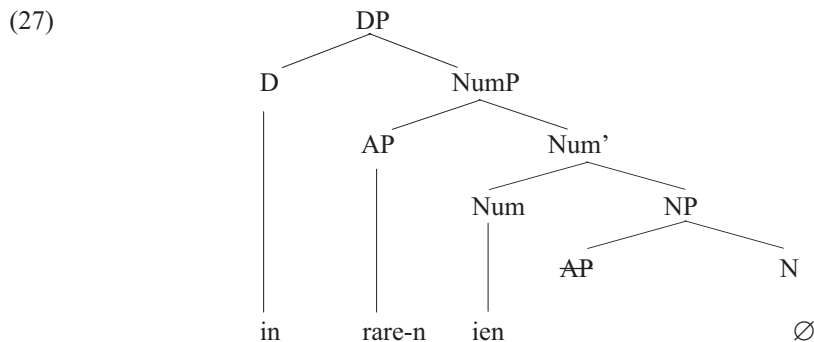 (27) DP
D NumP
AP Num’
Num NP
AP N
in rare-n ien ∅